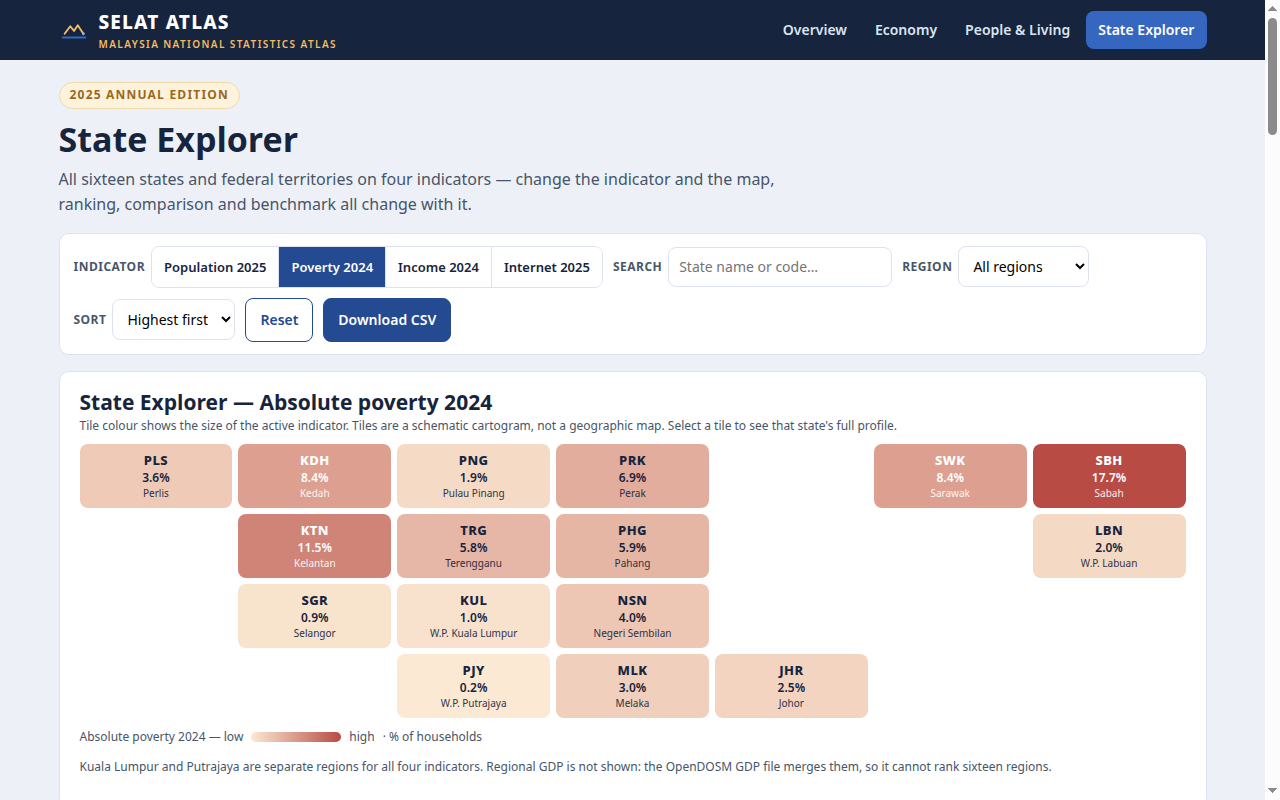 SELAT ATLAS
MALAYSIA NATIONAL STATISTICS ATLAS
Overview
Economy
People & Living
State Explorer
2025 ANNUAL EDITION
State Explorer
All sixteen states and federal territories on four indicators — change the indicator and the map,
ranking, comparison and benchmark all change with it.
INDICATOR
Population 2025
Poverty 2024
Income 2024
Internet 2025
SEARCH
State name or code...
REGION
All regions
SORT
Highest first
Reset
Download CSV
State Explorer — Absolute poverty 2024
Tile colour shows the size of the active indicator. Tiles are a schematic cartogram, not a geographic map. Select a tile to see that state's full profile.
PLS
3.6%
Perlis
KDH
8.4%
Kedah
PNG
1.9%
Pulau Pinang
PRK
6.9%
Perak
SWK
8.4%
Sarawak
SBH
17.7%
Sabah
KTN
11.5%
Kelantan
TRG
5.8%
Terengganu
PHG
5.9%
Pahang
LBN
2.0%
W.P. Labuan
SGR
0.9%
Selangor
KUL
1.0%
W.P. Kuala Lumpur
NSN
4.0%
Negeri Sembilan
PJY
0.2%
W.P. Putrajaya
MLK
3.0%
Melaka
JHR
2.5%
Johor
Absolute poverty 2024 — low
high · % of households
Kuala Lumpur and Putrajaya are separate regions for all four indicators. Regional GDP is not shown: the OpenDOSM GDP file merges them, so it cannot rank sixteen regions.